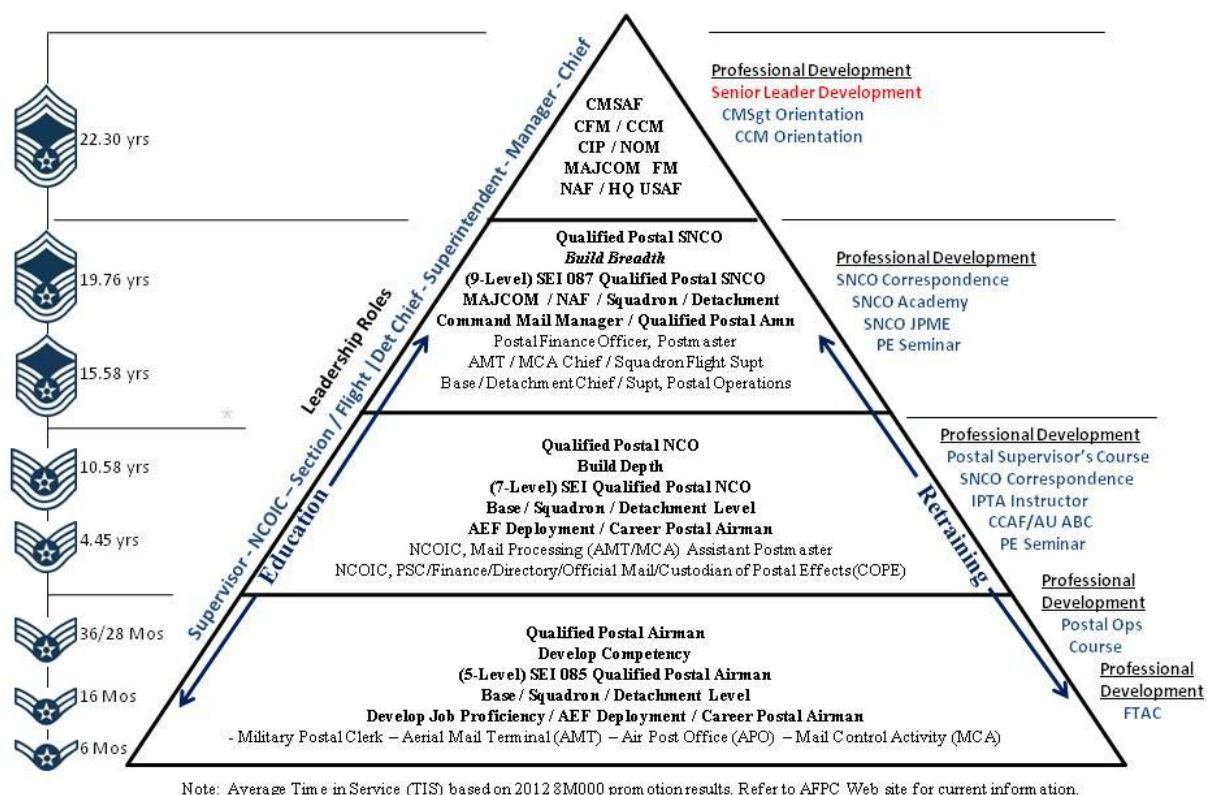 22.30 yrs
19.76 yrs
15.58 yrs
*
10.58 yrs
4.45 yrs
36/28 Mos
16 Mos
6 Mos
Supervisor - NCOIC – Section / Flight |Det Chief - Superintendent - Manager - Chief
Leadership Roles
Education
CMSAF
CFM / CCM
CIP / NOM
MAJCOM FM
NAF / HQ USAF
Qualified Postal SNCO
Build Breadth
(9-Level) SEI 087 Qualified Postal SNCO
MAJCOM / NAF / Squadron / Detachment
Command Mail Manager / Qualified Postal Amn
Postal Finance Officer, Postmaster
AMT / MCA Chief / Squadron Flight Supt
Base / Detachment Chief / Supt, Postal Operations
Qualified Postal NCO
Build Depth
(7-Level) SEI Qualified Postal NCO
Base / Squadron / Detachment Level
AEF Deployment / Career Postal Airman
NCOIC, Mail Processing (AMT/MCA) Assistant Postmaster
NCOIC, PSC/Finance/Directory/Official Mail/Custodian of Postal Effects(COPE)
Qualified Postal Airman
Develop Competency
(5-Level) SEI 085 Qualified Postal Airman
Base / Squadron / Detachment Level
Develop Job Proficiency / AEF Deployment / Career Postal Airman
- Military Postal Clerk – Aerial Mail Terminal (AMT) – Air Post Office (APO) – Mail Control Activity (MCA)
Retraining
Professional Development
Senior Leader Development
CMSgt Orientation
CCM Orientation
Professional Development
SNCO Correspondence
SNCO Academy
SNCO JPME
PE Seminar
Professional Development
Postal Supervisor's Course
SNCO Correspondence
IPTA Instructor
CCAF/AU ABC
PE Seminar
Professional
Development
Postal Ops
Course
Professional
Development
FTAC
Note: Average Time in Service (TIS) based on 2012 8M000 promotion results. Refer to AFPC Web site for current information.